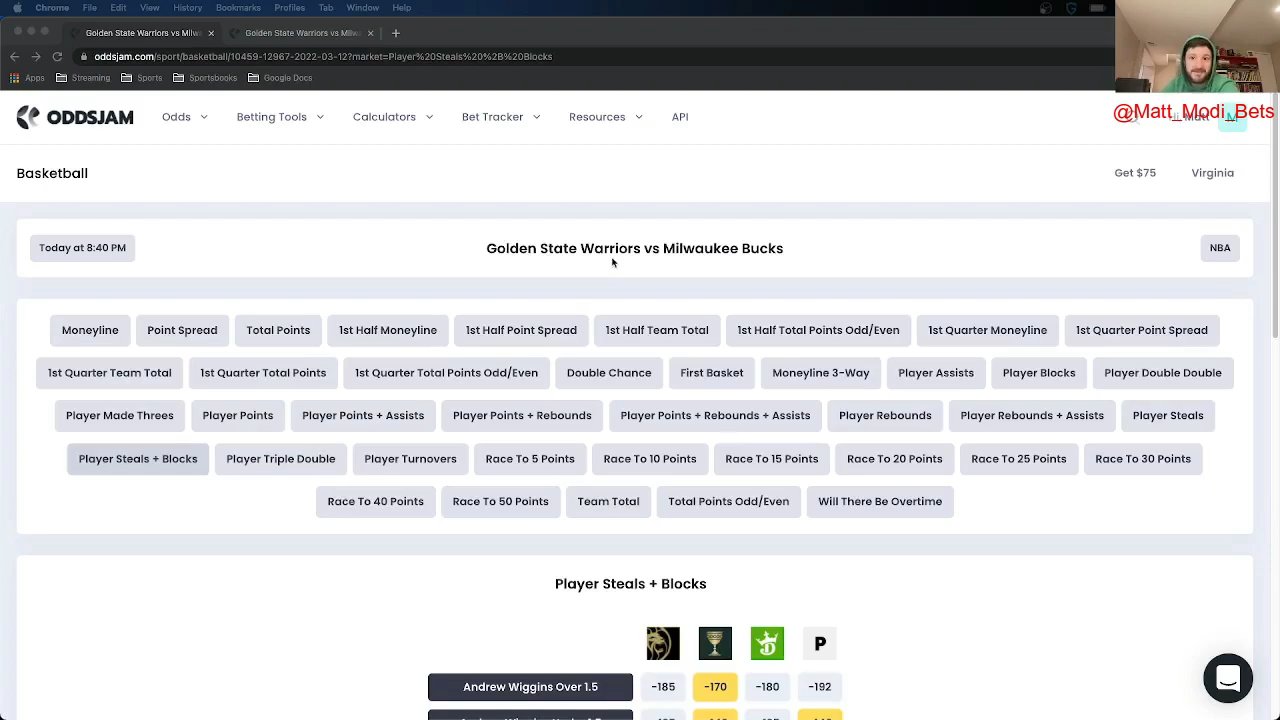 Chrome File Edit View History Bookmarks Profiles Tab Window Help
Golden State Warriors vs Milw
Golden State Warriors vs Milw
oddsjam.com/sport/basketball/10459-12967-2022-03-12?market=Player%20Steals%20%2B%20Blocks
Apps Streaming Sports Sportsbooks Google Docs
@Matt_Modi_Bets
ODDSJAM Odds Betting Tools Calculators Bet Tracker Resources API
Basketball Get $75 Virginia
Today at 8:40 PM Golden State Warriors vs Milwaukee Bucks NBA
Moneyline Point Spread Total Points 1st Half Moneyline 1st Half Point Spread 1st Half Team Total 1st Half Total Points Odd/Even 1st Quarter Moneyline 1st Quarter Point Spread
1st Quarter Team Total 1st Quarter Total Points 1st Quarter Total Points Odd/Even Double Chance First Basket Moneyline 3-Way Player Assists Player Blocks Player Double Double
Player Made Threes Player Points Player Points + Assists Player Points + Rebounds Player Points + Rebounds + Assists Player Rebounds Player Rebounds + Assists Player Steals
Player Steals + Blocks Player Triple Double Player Turnovers Race To 5 Points Race To 10 Points Race To 15 Points Race To 20 Points Race To 25 Points Race To 30 Points
Race To 40 Points Race To 50 Points Team Total Total Points Odd/Even Will There Be Overtime
Player Steals + Blocks
P
Andrew Wiggins Over 1.5 -185 -170 -180 -192